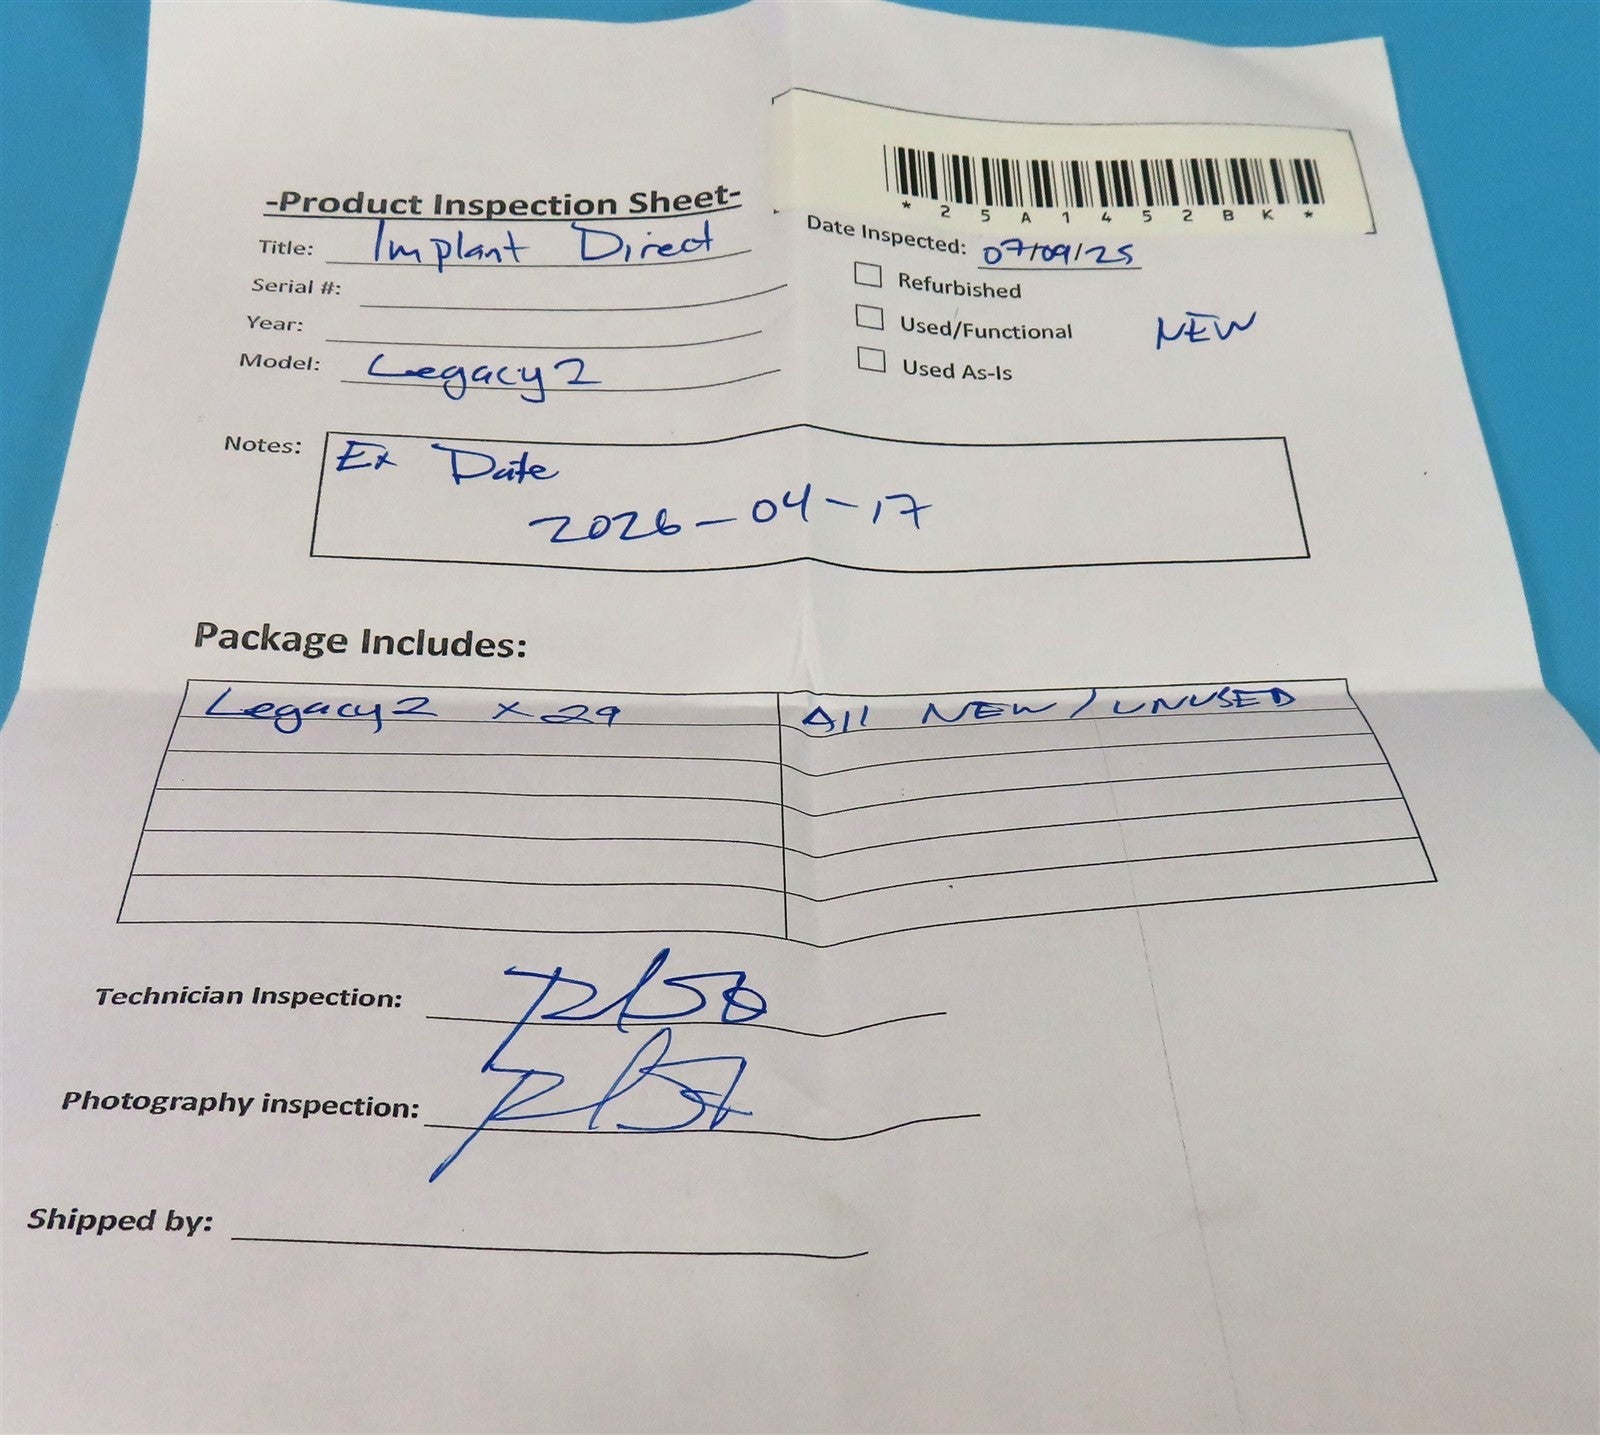 *25A1452BK*
-Product Inspection Sheet-
Title: Implant Direct
Date Inspected: 07/09/25
Serial #:
Refurbished
Year:
Used/Functional NEW
Model: Legacy2
Used As-Is
Notes: Ex Date
2026-04-17
Package Includes:
Legacy2 x 29 All NEW/UNUSED
Technician Inspection:
Photography inspection:
Shipped by: